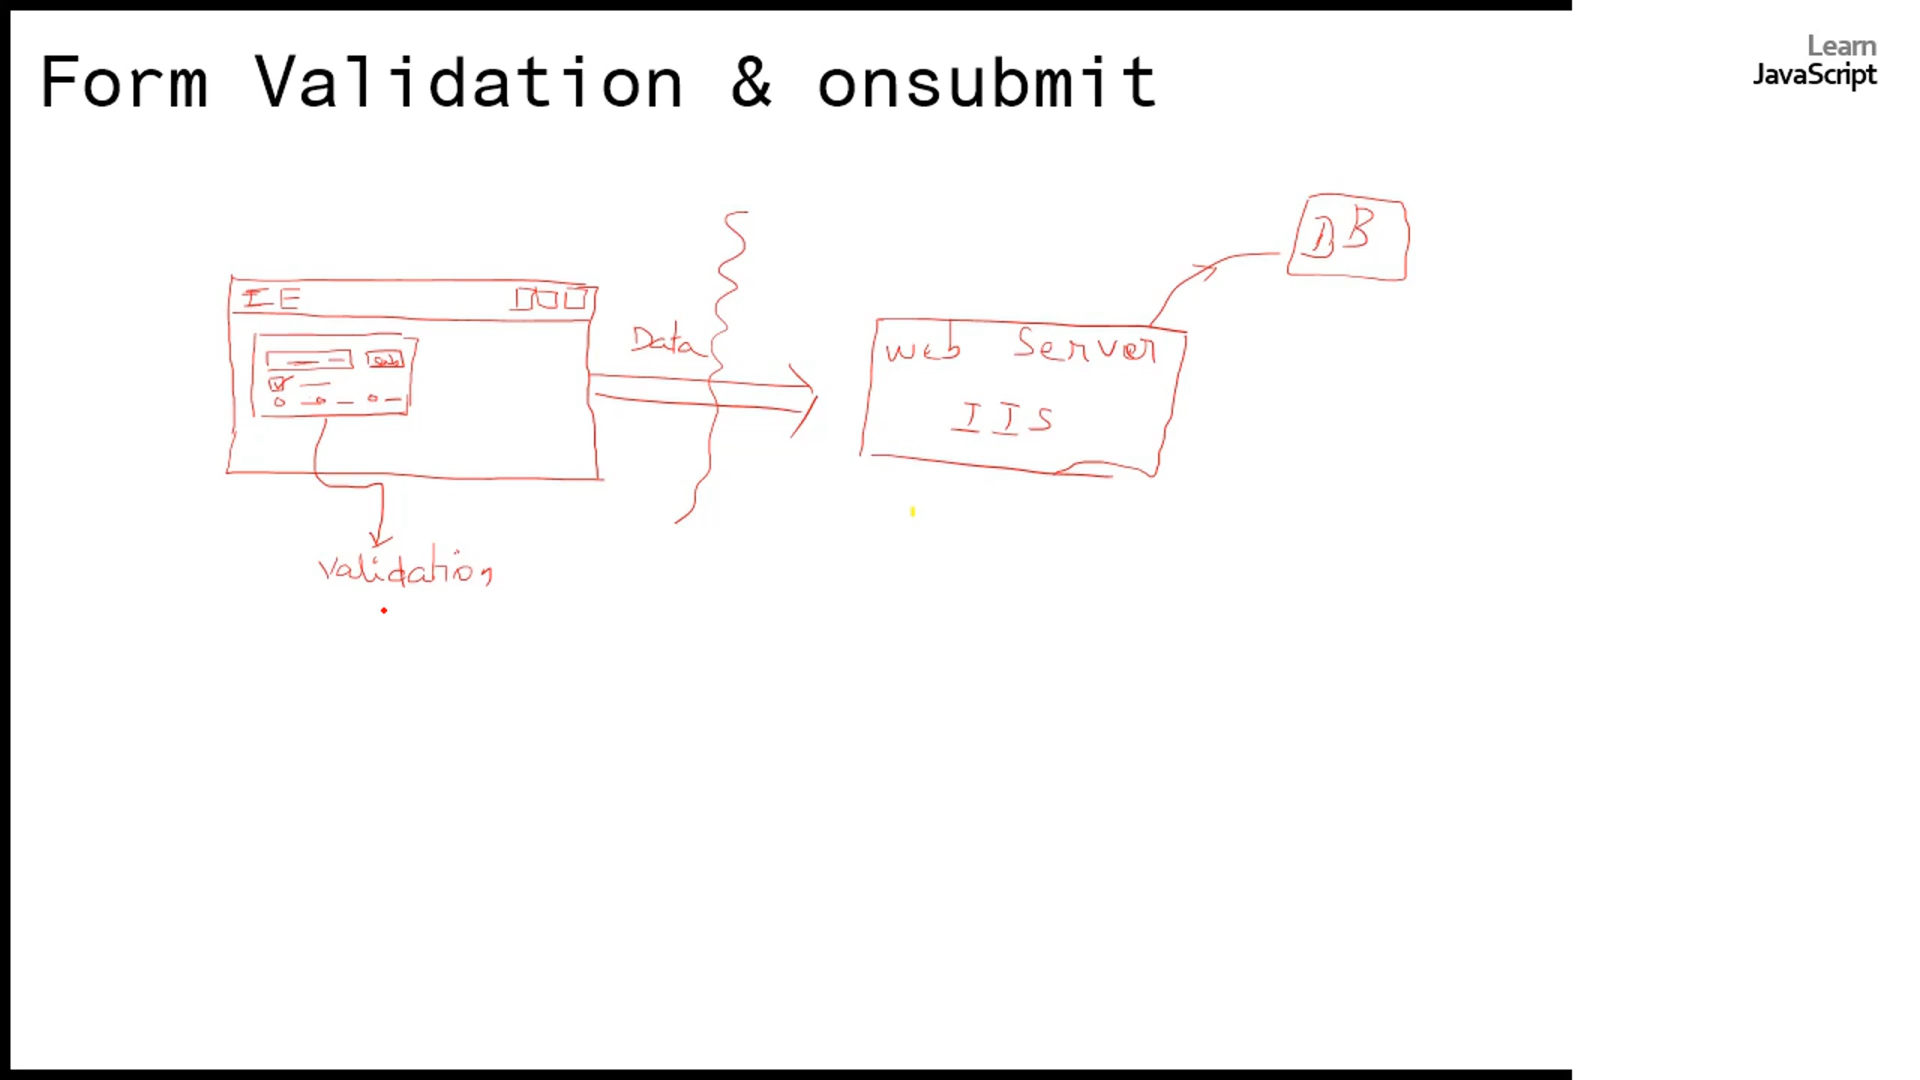 Form Validation & onsubmit
Learn
JavaScript
DB
IE
Data
Web Server
IIS
Validation